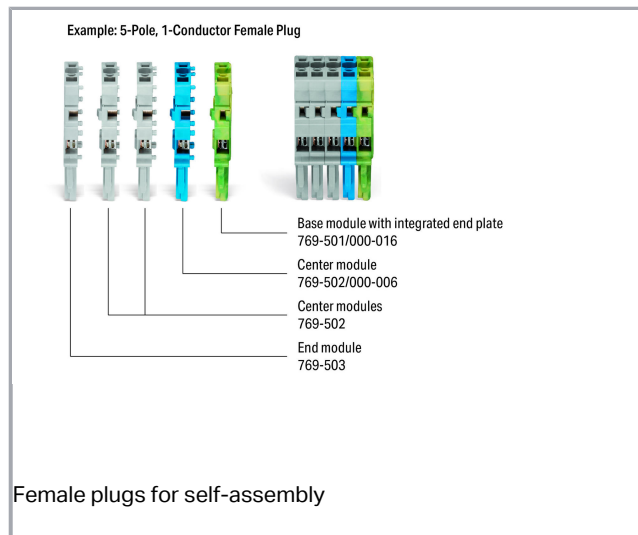 Example: 5-Pole, 1-Conductor Female Plug
Base module with integrated end plate
769-501/000-016
Center module
769-502/000-006
Center modules
769-502
End module
769-503
Female plugs for self-assembly